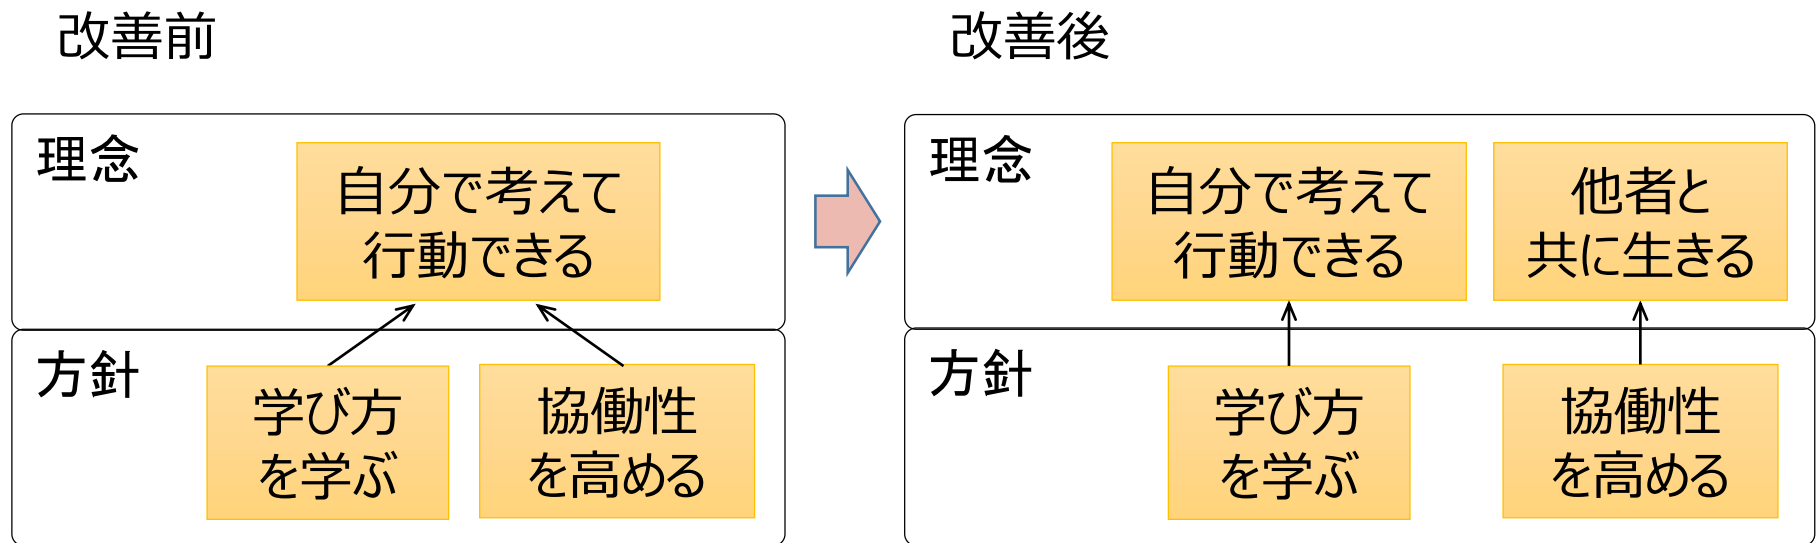 改善前
理念
自分で考えて
行動できる
方針
学び方
を学ぶ
協働性
を高める
改善後
理念
自分で考えて
行動できる
他者と
共に生きる
方針
学び方
を学ぶ
協働性
を高める